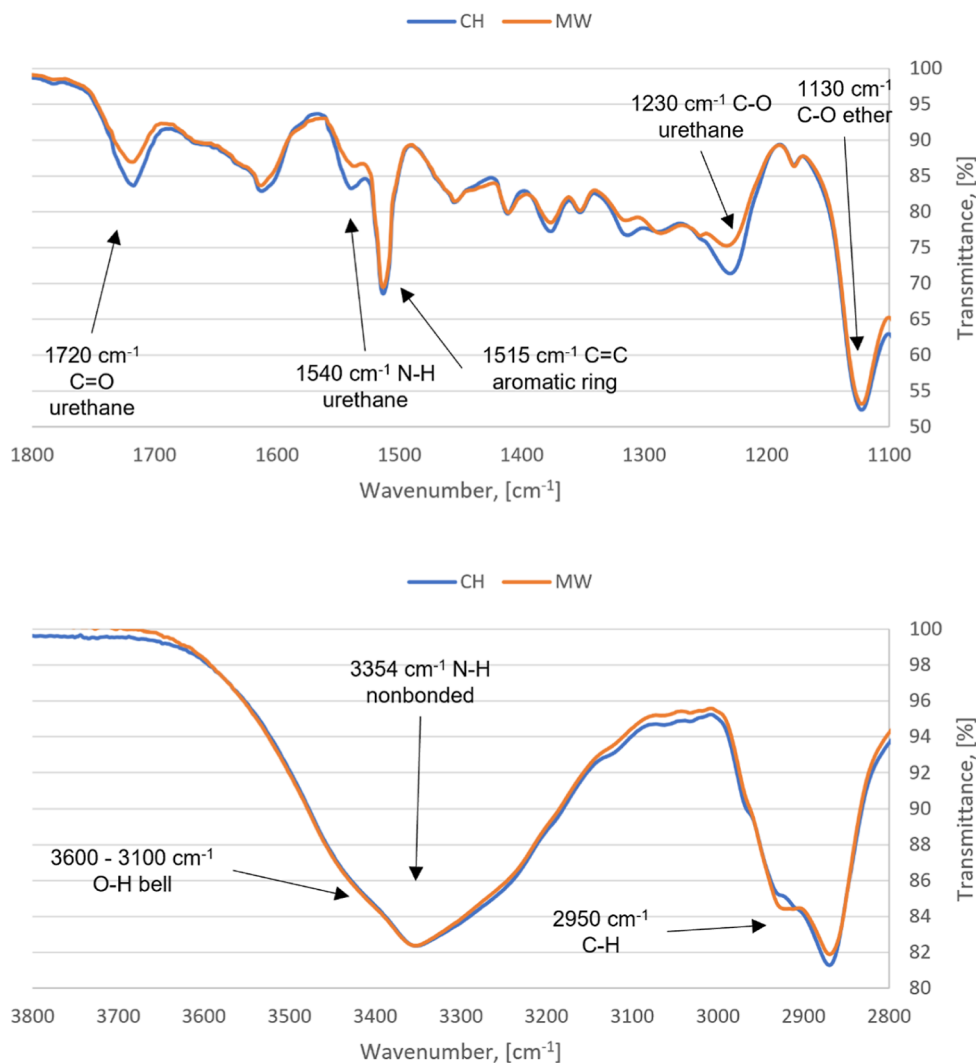 CH MW
1230 cm-1 C-O
urethane
1130 cm-1
C-O ether
1720 cm-1
C=O
urethane
1540 cm-1 N-H
urethane
1515 cm-1 C=C
aromatic ring
100
95
90
85
80
75
70
65
60
55
50
Transmittance, [%]
1800 1700 1600 1500 1400 1300 1200 1100
Wavenumber, [cm-1]
CH MW
3354 cm-1 N-H
nonbonded
3600 - 3100 cm-1
O-H bell
2950 cm-1
C-H
100
98
96
94
92
90
88
86
84
82
80
Transmittance, [%]
3800 3700 3600 3500 3400 3300 3200 3100 3000 2900 2800
Wavenumber, [cm-1]